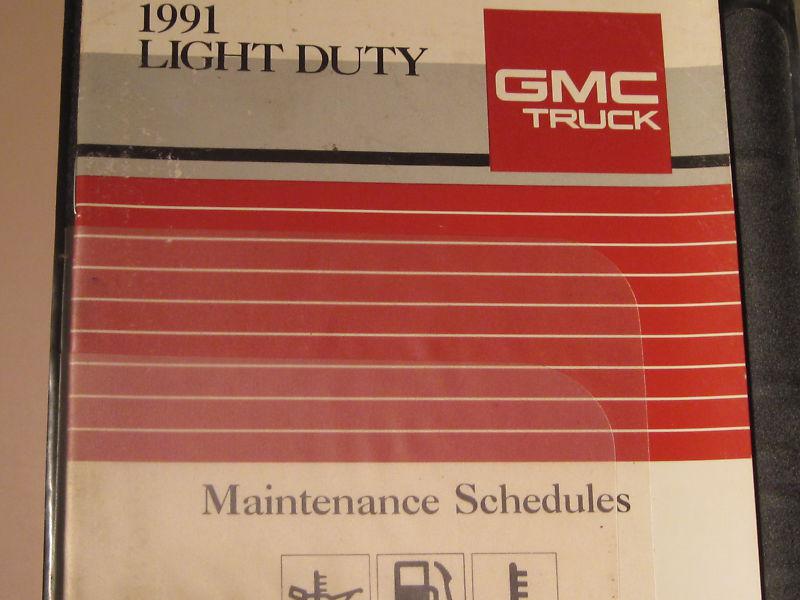 1991
LIGHT DUTY
GMC
TRUCK
Maintenance Schedules